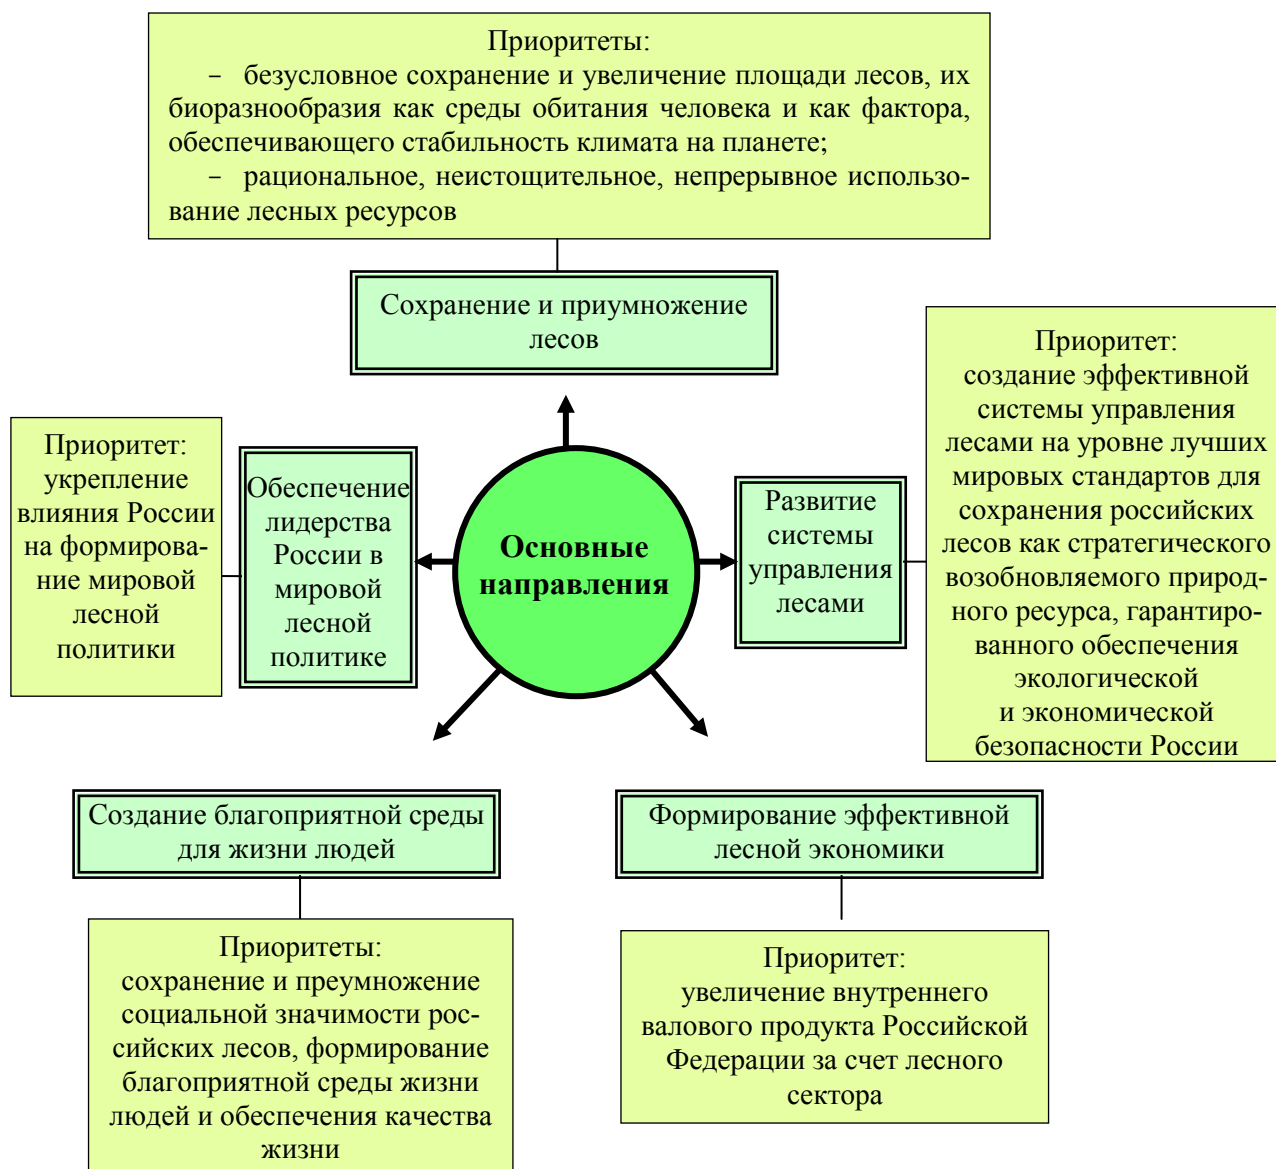 Приоритеты:
– безусловное сохранение и увеличение площади лесов, их
биоразнообразия как среды обитания человека и как фактора,
обеспечивающего стабильность климата на планете;
– рациональное, неистощительное, непрерывное использо-
вание лесных ресурсов
Сохранение и приумножение
лесов
Приоритет:
укрепление
влияния России
на формирова-
ние мировой
лесной
политики
Обеспечение
лидерства
России в
мировой
лесной
политике
Основные
направления
Развитие
системы
управления
лесами
Приоритет:
создание эффективной
системы управления
лесами на уровне лучших
мировых стандартов для
сохранения российских
лесов как стратегического
возобновляемого природ-
ного ресурса, гарантиро-
ванного обеспечения
экологической
и экономической
безопасности России
Создание благоприятной среды
для жизни людей
Приоритеты:
сохранение и преумножение
социальной значимости рос-
сийских лесов, формирование
благоприятной среды жизни
людей и обеспечения качества
жизни
Формирование эффективной
лесной экономики
Приоритет:
увеличение внутреннего
валового продукта Российской
Федерации за счет лесного
сектора